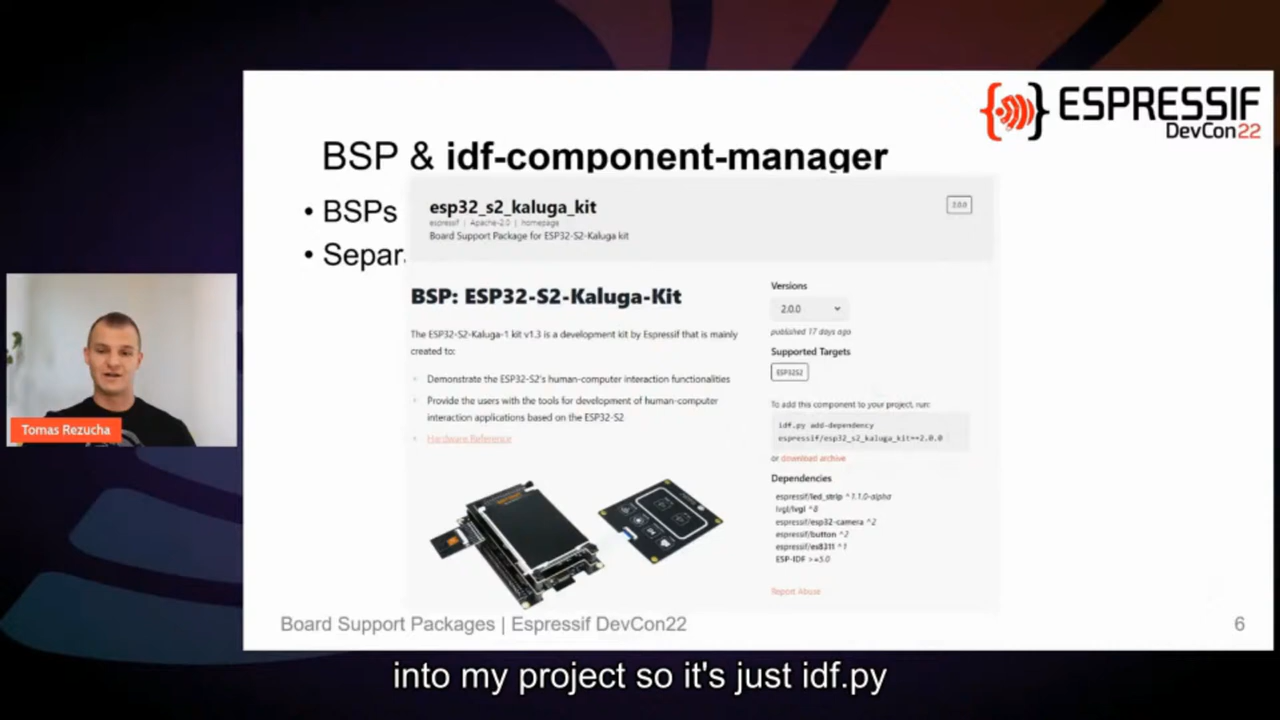 ESPRESSIF
DevCon22
BSP & idf-component-manager
• BSPs
• Separ
esp32_s2_kaluga_kit
2.0.0
espressif | Apache-2.0 | homepage
Board Support Package for ESP32-S2-Kaluga kit
BSP: ESP32-S2-Kaluga-Kit
The ESP32-S2-Kaluga-1 kit v1.3 is a development kit by Espressif that is mainly
created to:
Demonstrate the ESP32-S2's human-computer interaction functionalities
Provide the users with the tools for development of human-computer
interaction applications based on the ESP32-S2
Hardware Reference
Versions
2.0.0
published 17 days ago
Supported Targets
ESP32S2
To add this component to your project, run:
idf.py add-dependency
espressif/esp32_s2_kaluga_kit==2.0.0
or download archive
Dependencies
espressif/led_strip ^1.1.0-alpha
lvgl/lvgl ^8
espressif/esp32-camera ^2
espressif/button ^2
espressif/es8311 ^1
ESP-IDF >=5.0
Report Abuse
Tomas Rezucha
Board Support Packages | Espressif DevCon22
6
into my project so it's just idf.py